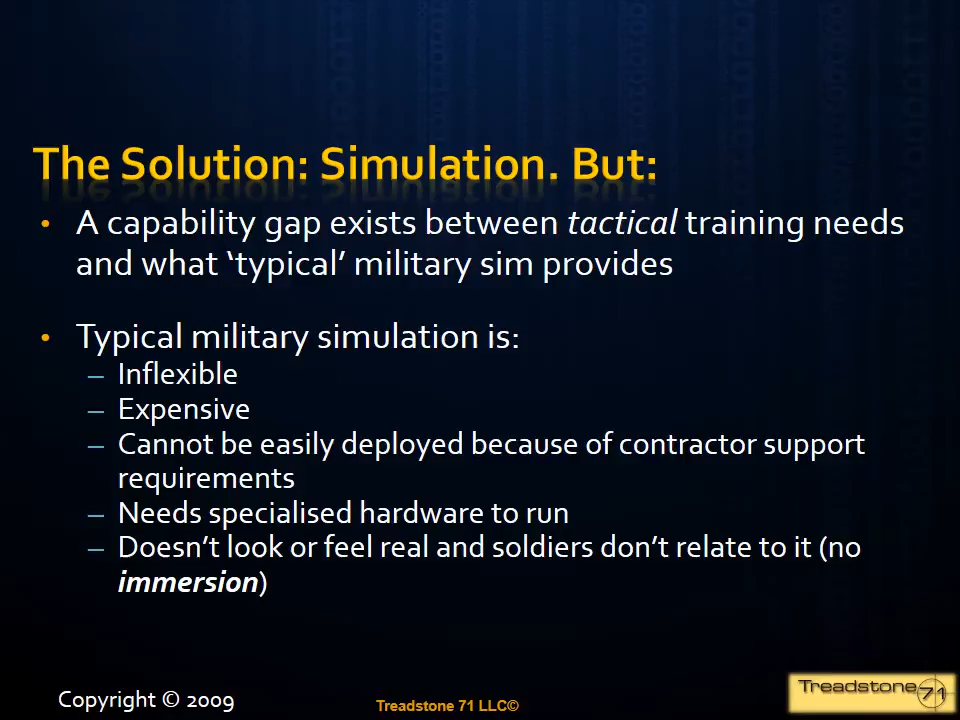 The Solution: Simulation. But:
• A capability gap exists between tactical training needs
and what ‘typical’ military sim provides
• Typical military simulation is:
– Inflexible
– Expensive
– Cannot be easily deployed because of contractor support
requirements
– Needs specialised hardware to run
– Doesn’t look or feel real and soldiers don’t relate to it (no
immersion)
Copyright © 2009
Treadstone 71 LLC©
Treadstone 71